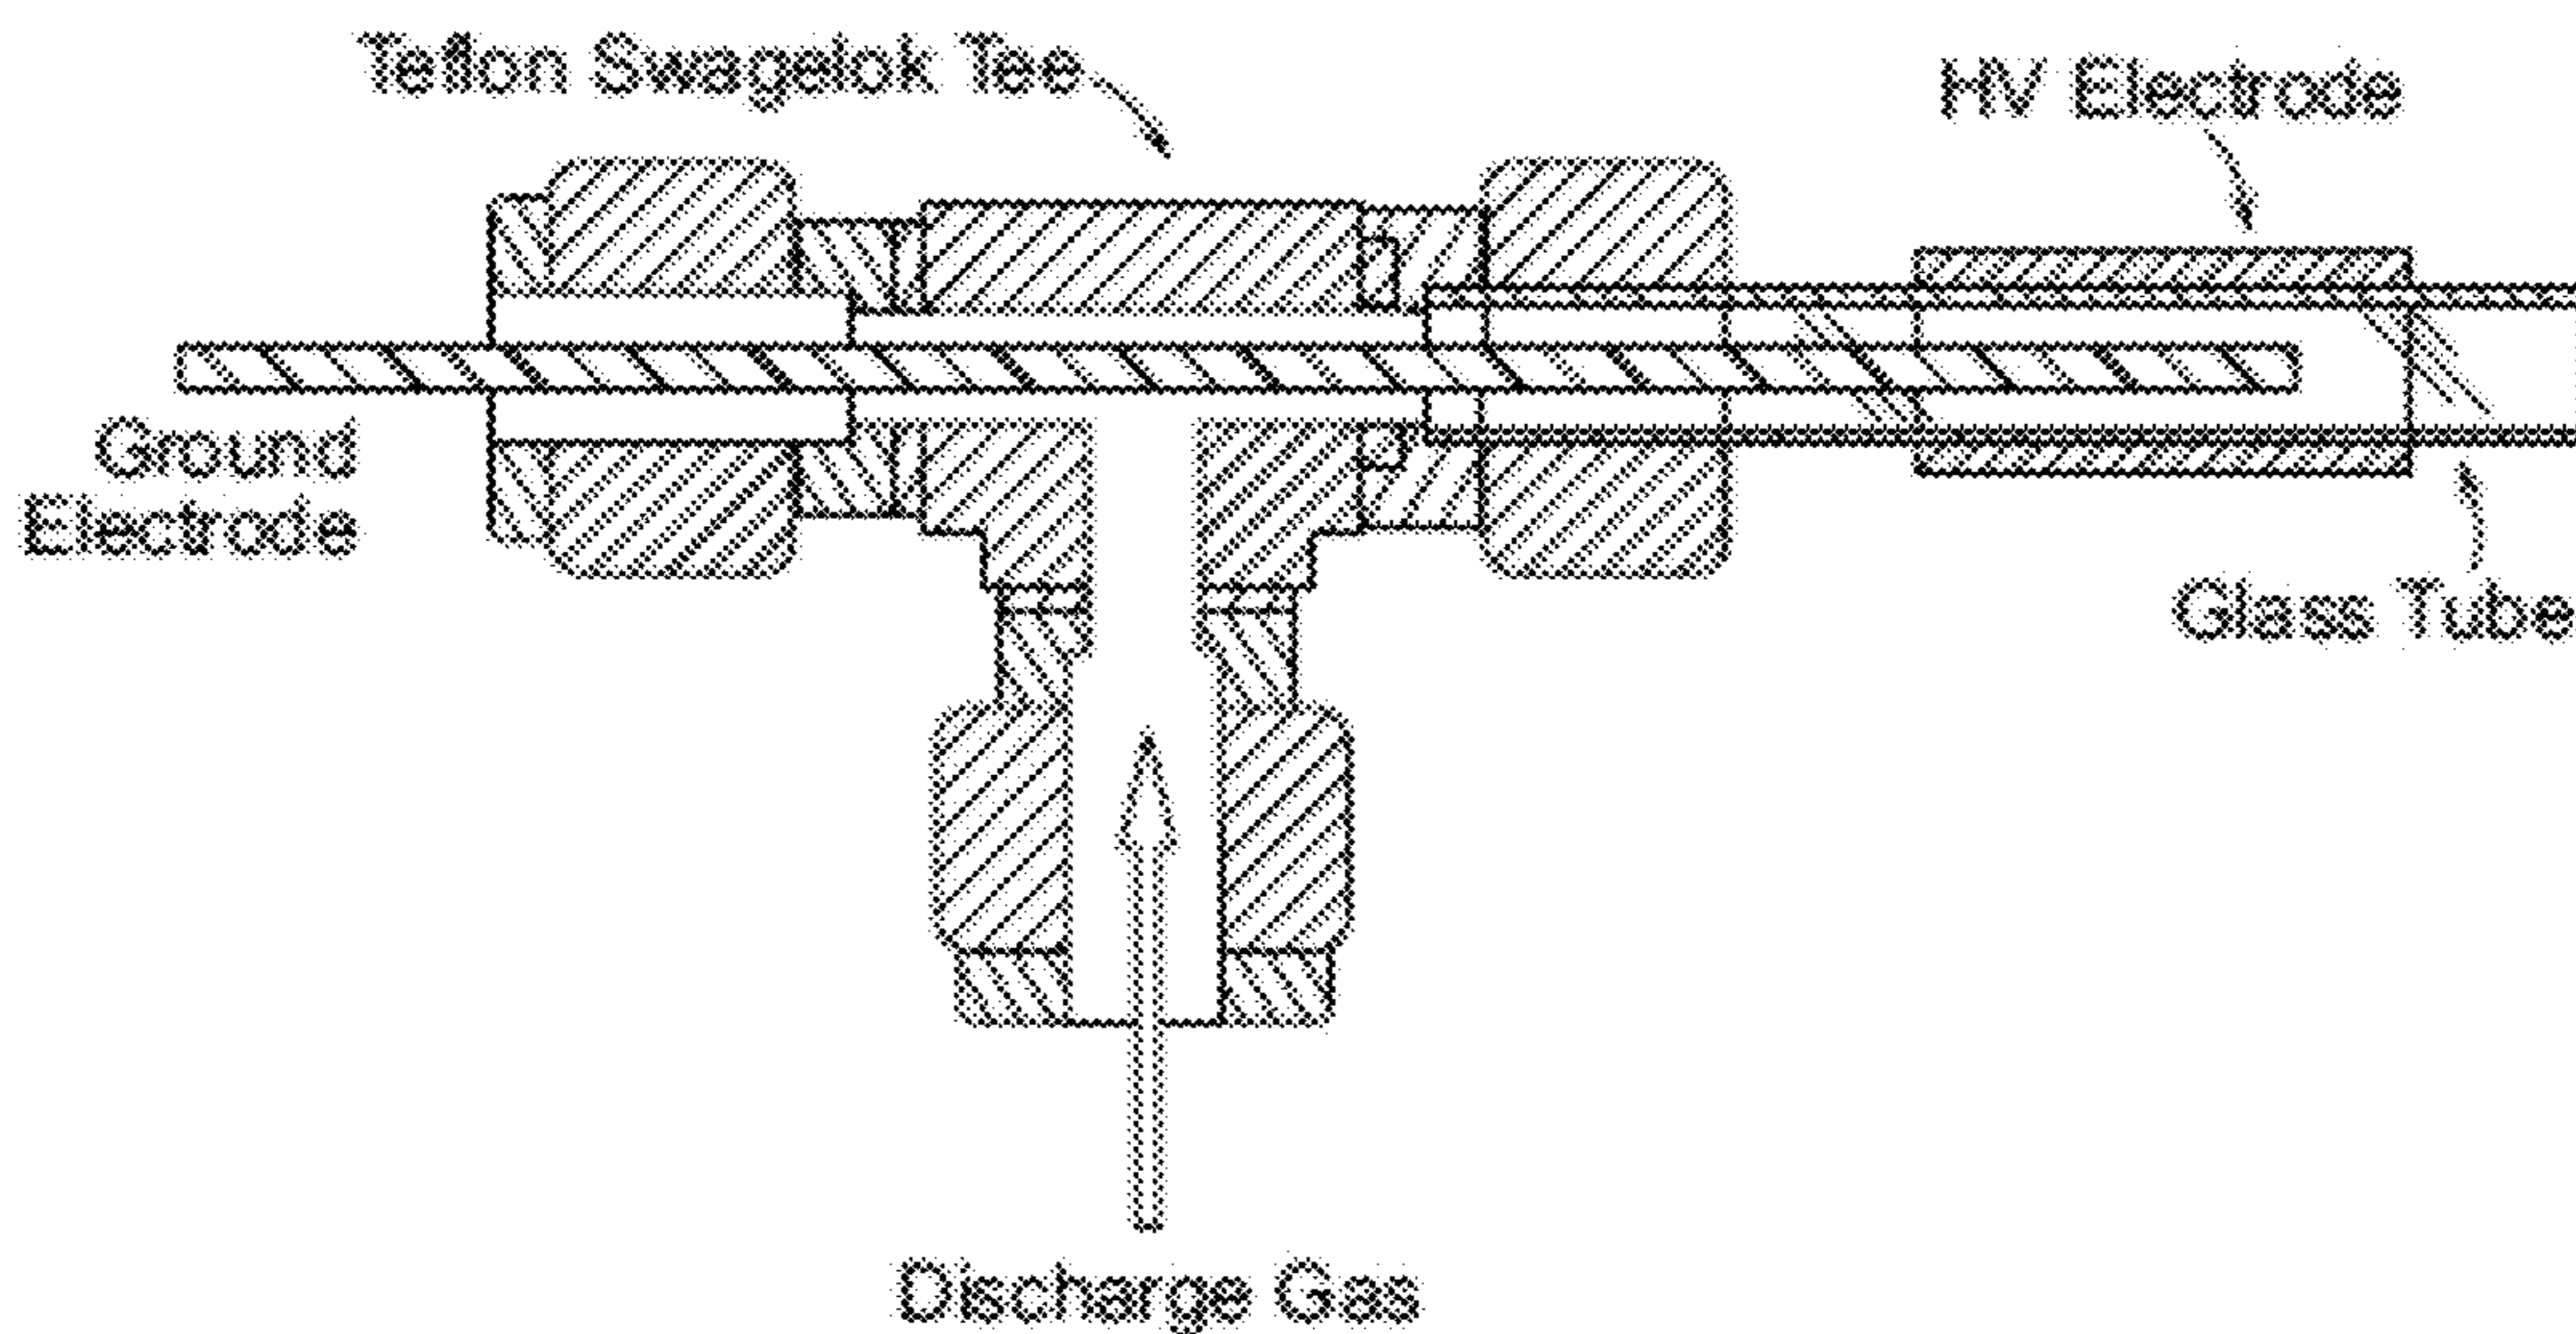 Teflon Swagelok Tee
HV Electrode
Ground
Electrode
Glass Tube
Discharge Gas